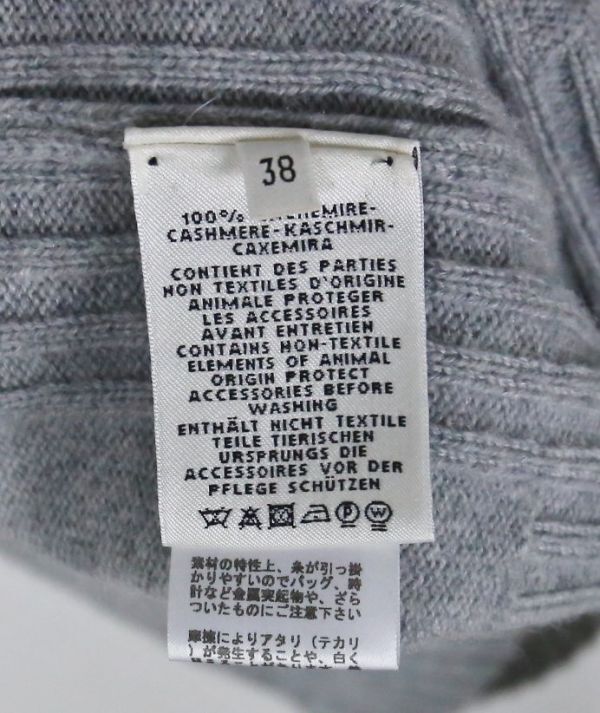 38
100%
CASHMERE-KASCHMIR-
CAXEMIRA
CONTIENT DES PARTIES
NON TEXTILES D'ORIGINE
ANIMALE PROTEGER
LES ACCESSOIRES
AVANT ENTRETIEN
CONTAINS NON-TEXTILE
ELEMENTS OF ANIMAL
ORIGIN PROTECT
ACCESSORIES BEFORE
WASHING
ENTHÄLT NICHT TEXTILE
TEILE TIERISCHEN
URSPRUNGS DIE
ACCESSOIRES VOR DER
PFLEGE SCHÜTZEN
P W
素材の特性上、糸が引っ掛
かりやすいのでバッグ、時
計など金属突起物や、ざら
ついたものにご注意下さい
摩擦によりアタリ（テカリ
）が発生することや、白く